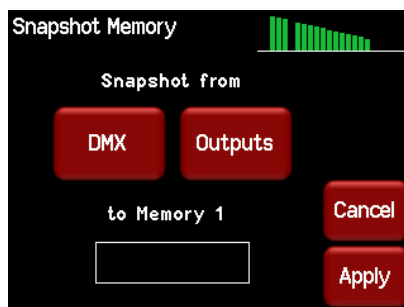 Snapshot Memory
Snapshot from
DMX
Outputs
to Memory 1
Cancel
Apply